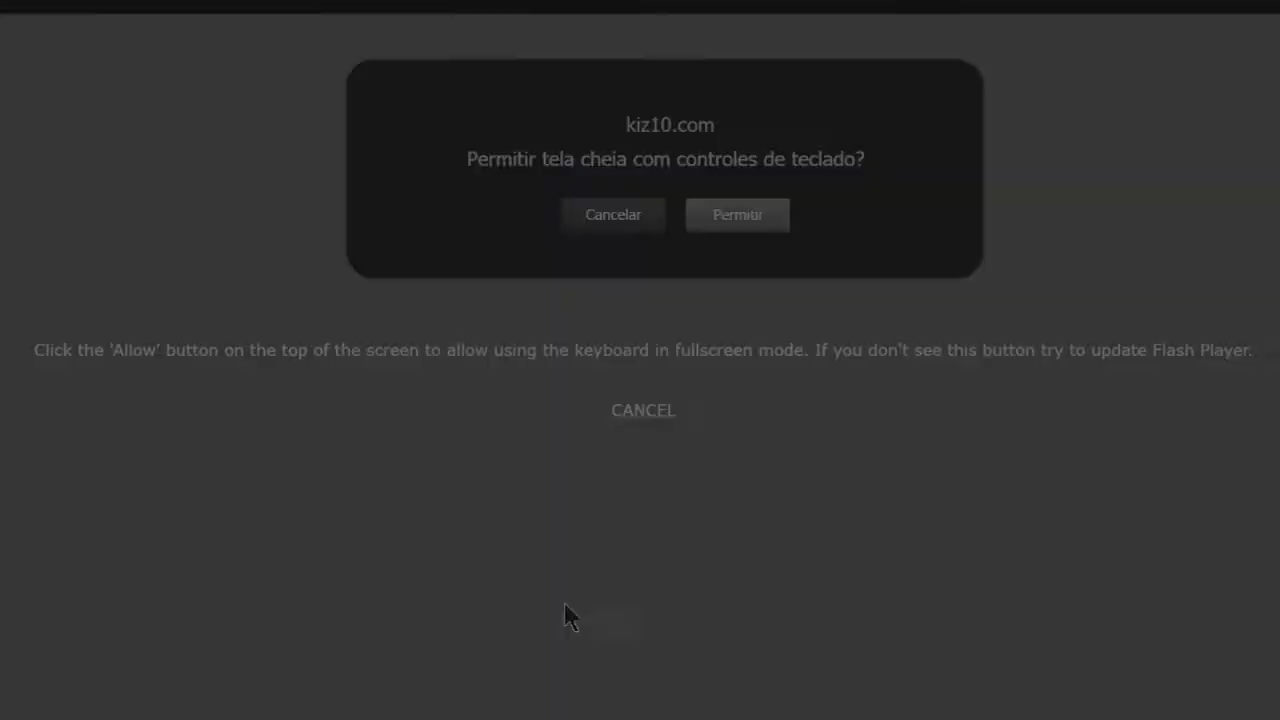 kiz10.com
Permitir tela cheia com controles de teclado?
Cancelar Permitir
Click the 'Allow' button on the top of the screen to allow using the keyboard in fullscreen mode. If you don't see this button try to update Flash Player.
CANCEL